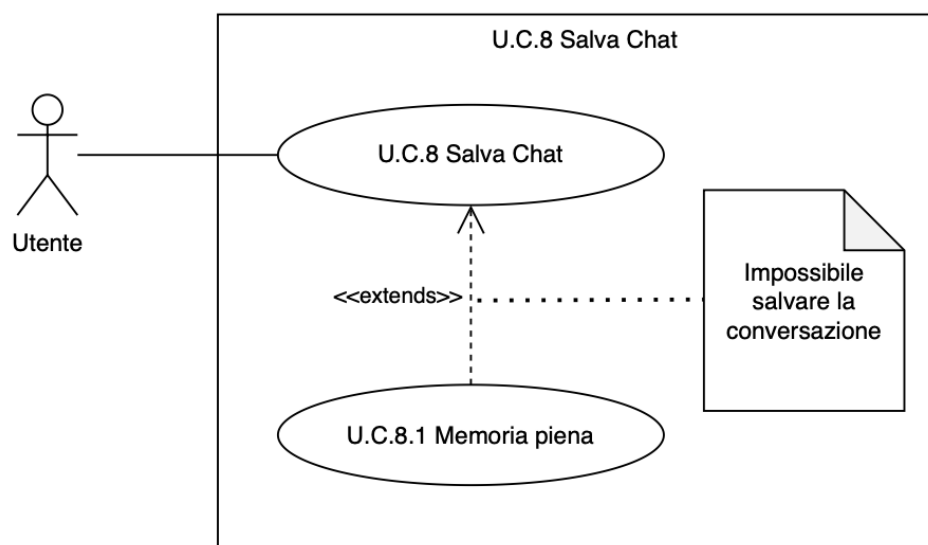 U.C.8 Salva Chat
U.C.8 Salva Chat
Utente
Impossibile
salvare la
conversazione
<<extends>>
U.C.8.1 Memoria piena